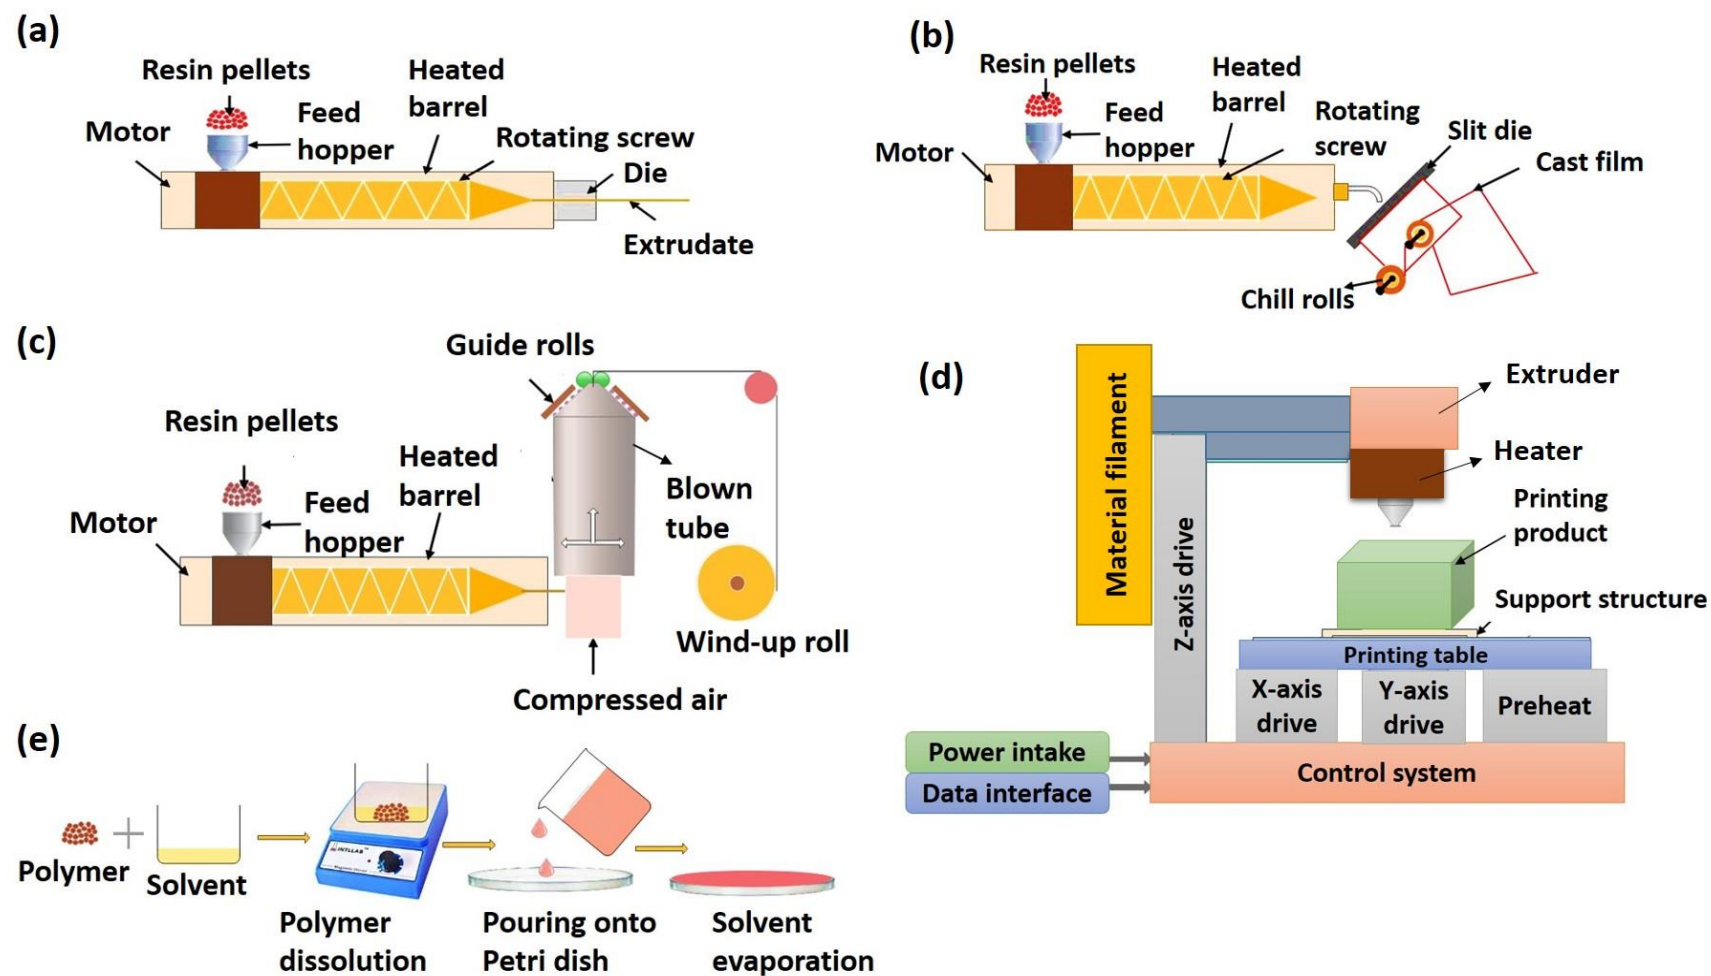 (a)
Resin pellets
Heated
barrel
Feed
hopper
Motor
Rotating screw
Die
Extrudate
(b)
Resin pellets
Heated
barrel
Feed
hopper
Rotating
screw
Motor
Slit die
Cast film
Chill rolls
(c)
Guide rolls
Resin pellets
Heated
barrel
Feed
hopper
Motor
Blown
tube
Wind-up roll
Compressed air
(d)
Extruder
Heater
Material filament
Printing
product
Z-axis drive
Support structure
Printing table
X-axis
drive
Y-axis
drive
Preheat
Power intake
Data interface
Control system
(e)
Polymer
Solvent
INTLLAB
Polymer
dissolution
Pouring onto
Petri dish
Solvent
evaporation